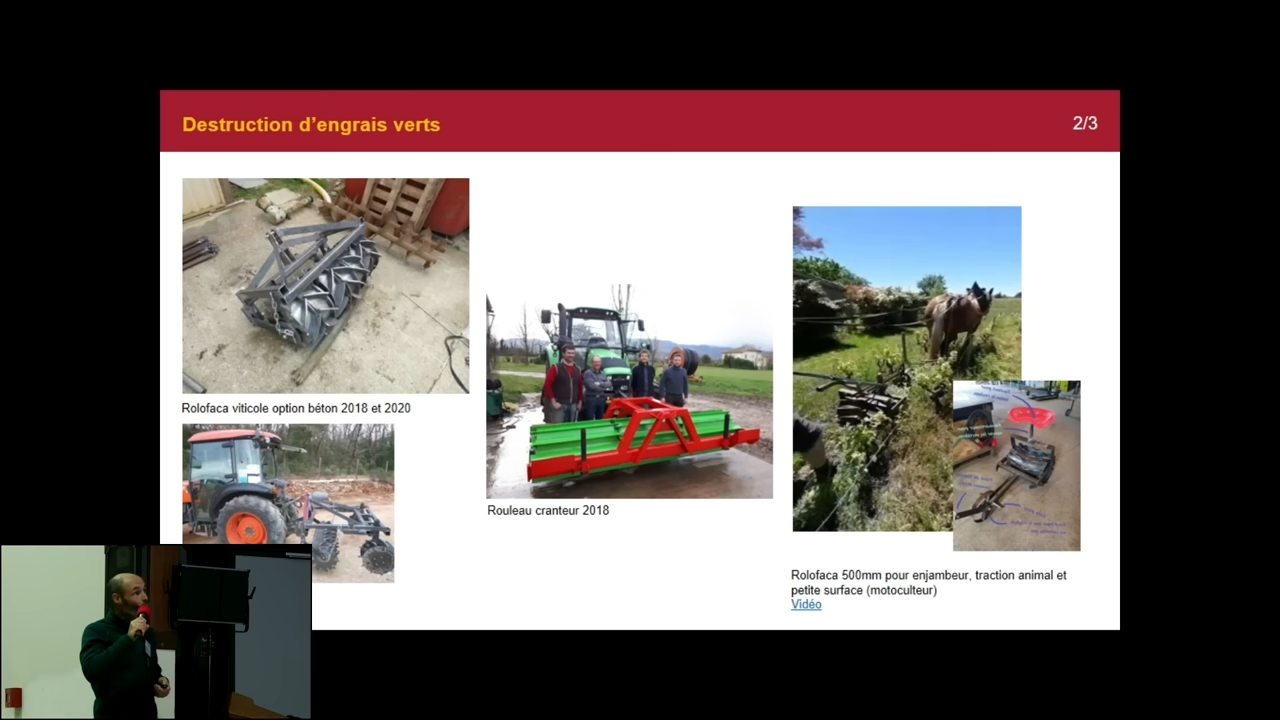 Destruction d'engrais verts
2/3
Rolofaca viticole option béton 2018 et 2020
Rouleau cranteur 2018
Rolofaca 500mm pour enjambeur, traction animal et
petite surface (motoculteur)
Vidéo